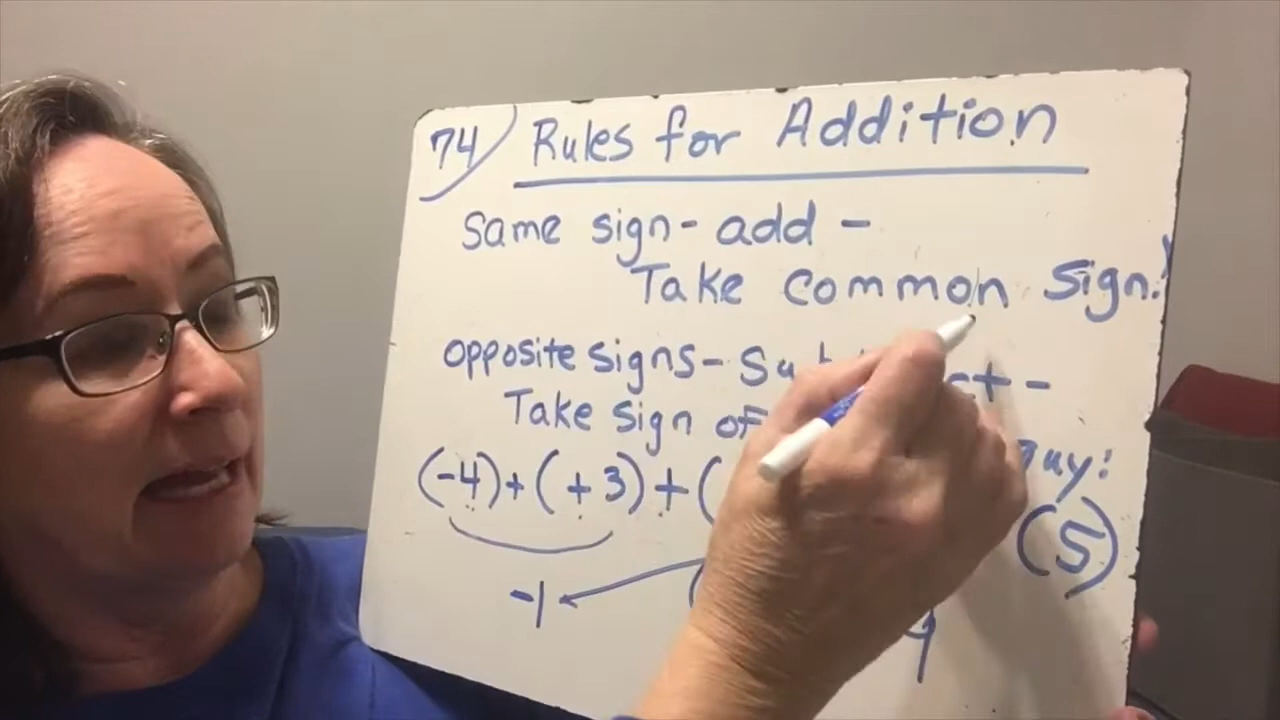 74 Rules for Addition
Same sign - add -
Take common sign!
opposite signs -
Take sign of
guy:
(-4) + (+3) + (
(5)
-1